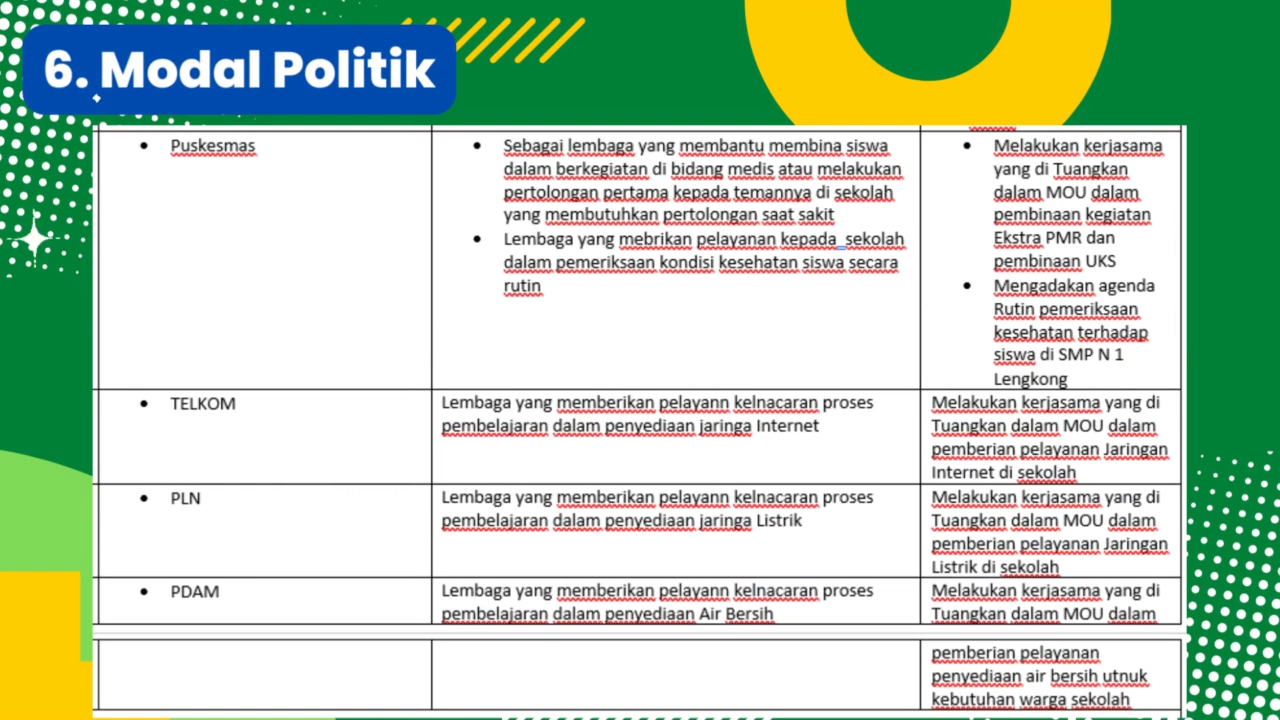 6. Modal Politik
• Puskesmas
• Sebagai lembaga yang membantu membina siswa
dalam berkegiatan di bidang medis atau melakukan
pertolongan pertama kepada temannya di sekolah
yang membutuhkan pertolongan saat sakit
• Lembaga yang mebrikan pelayanan kepada  sekolah
dalam pemeriksaan kondisi kesehatan siswa secara
rutin
• Melakukan kerjasama
yang di Tuangkan
dalam MOU dalam
pembinaan kegiatan
Ekstra PMR dan
pembinaan UKS
• Mengadakan agenda
Rutin pemeriksaan
kesehatan terhadap
siswa di SMP N 1
Lengkong
• TELKOM
Lembaga yang memberikan pelayann kelnacaran proses
pembelajaran dalam penyediaan jaringa Internet
Melakukan kerjasama yang di
Tuangkan dalam MOU dalam
pemberian pelayanan Jaringan
Internet di sekolah
• PLN
Lembaga yang memberikan pelayann kelnacaran proses
pembelajaran dalam penyediaan jaringa Listrik
Melakukan kerjasama yang di
Tuangkan dalam MOU dalam
pemberian pelayanan Jaringan
Listrik di sekolah
• PDAM
Lembaga yang memberikan pelayann kelnacaran proses
pembelajaran dalam penyediaan Air Bersih
Melakukan kerjasama yang di
Tuangkan dalam MOU dalam
pemberian pelayanan
penyediaan air bersih utnuk
kebutuhan warga sekolah